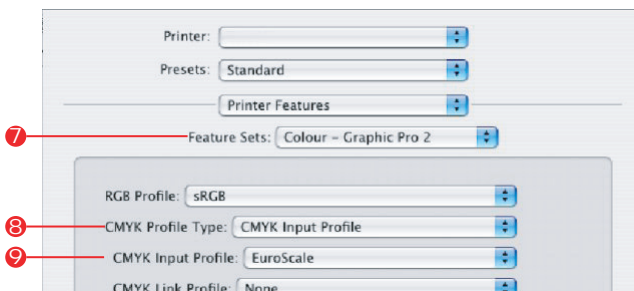 Printer:
Presets: Standard
Printer Features
7 Feature Sets: Colour – Graphic Pro 2
RGB Profile: sRGB
8 CMYK Profile Type: CMYK Input Profile
9 CMYK Input Profile: EuroScale
CMYK Link Profile: None